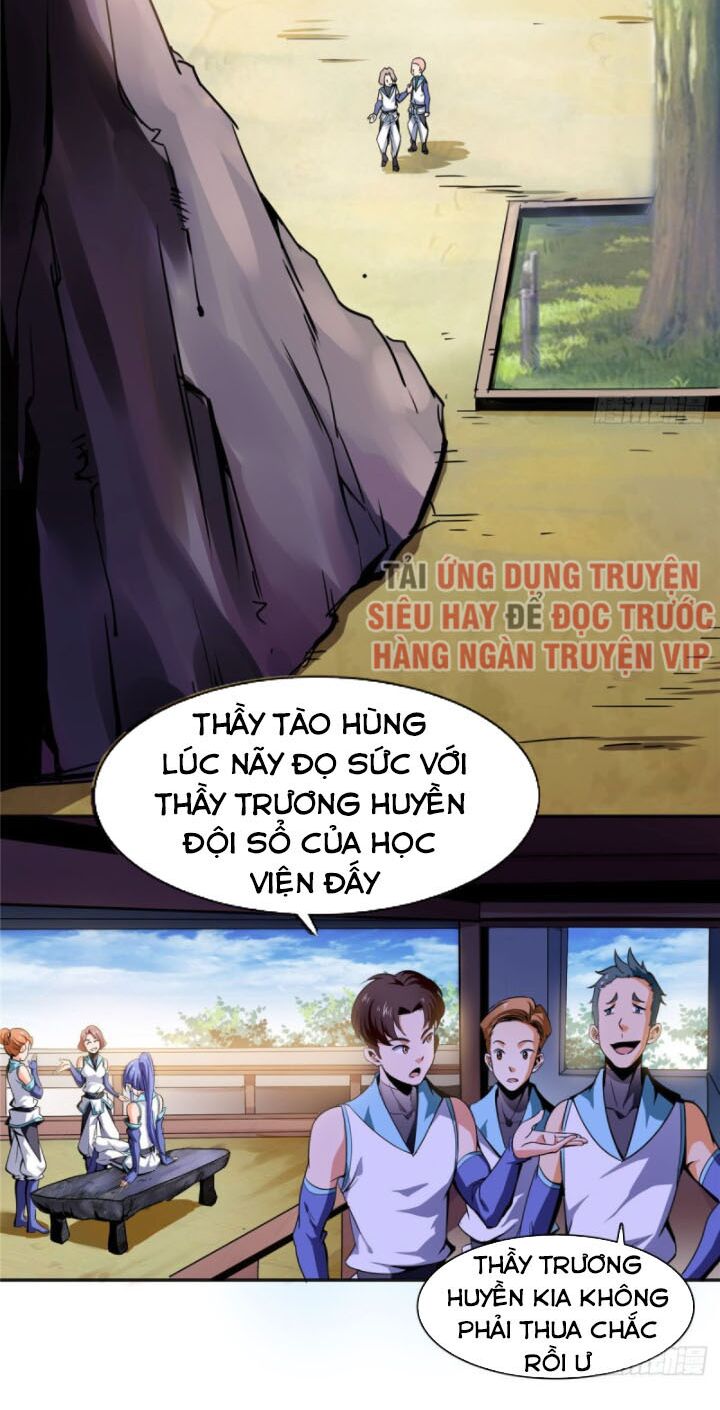 TẢI ỨNG DỤNG TRUYỆN
SIÊU HAY ĐỂ ĐỌC TRƯỚC
HÀNG NGÀN TRUYỆN VIP
THẦY TÀO HÙNG
LÚC NÃY ĐỌ SỨC VỚI
THẦY TRƯƠNG HUYỀN
ĐỘI SỔ CỦA HỌC
VIỆN ĐẤY
THẦY TRƯƠNG
HUYỀN KIA KHÔNG
PHẢI THUA CHẮC
RỒI Ư